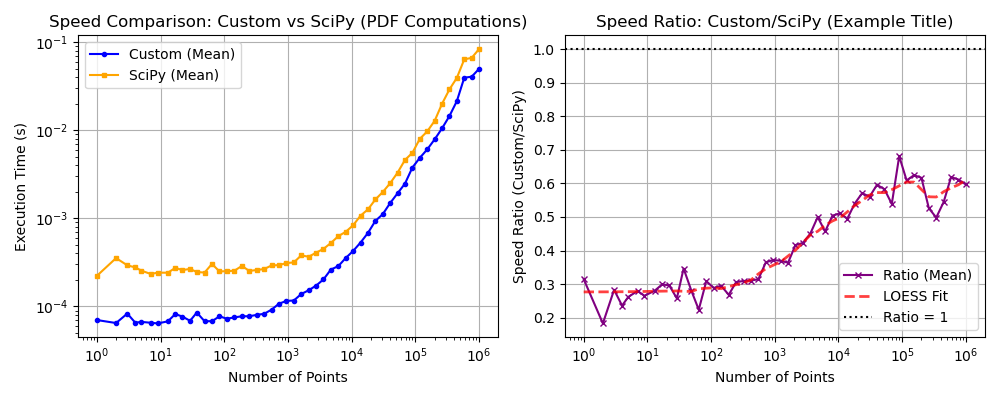 Speed Comparison: Custom vs SciPy (PDF Computations)
Execution Time (s)
10⁻¹
10⁻²
10⁻³
10⁻⁴
Custom (Mean)
SciPy (Mean)
10⁰ 10¹ 10² 10³ 10⁴ 10⁵ 10⁶
Number of Points
Speed Ratio: Custom/SciPy (Example Title)
Speed Ratio (Custom/SciPy)
1.0
0.9
0.8
0.7
0.6
0.5
0.4
0.3
0.2
Ratio (Mean)
LOESS Fit
Ratio = 1
10⁰ 10¹ 10² 10³ 10⁴ 10⁵ 10⁶
Number of Points